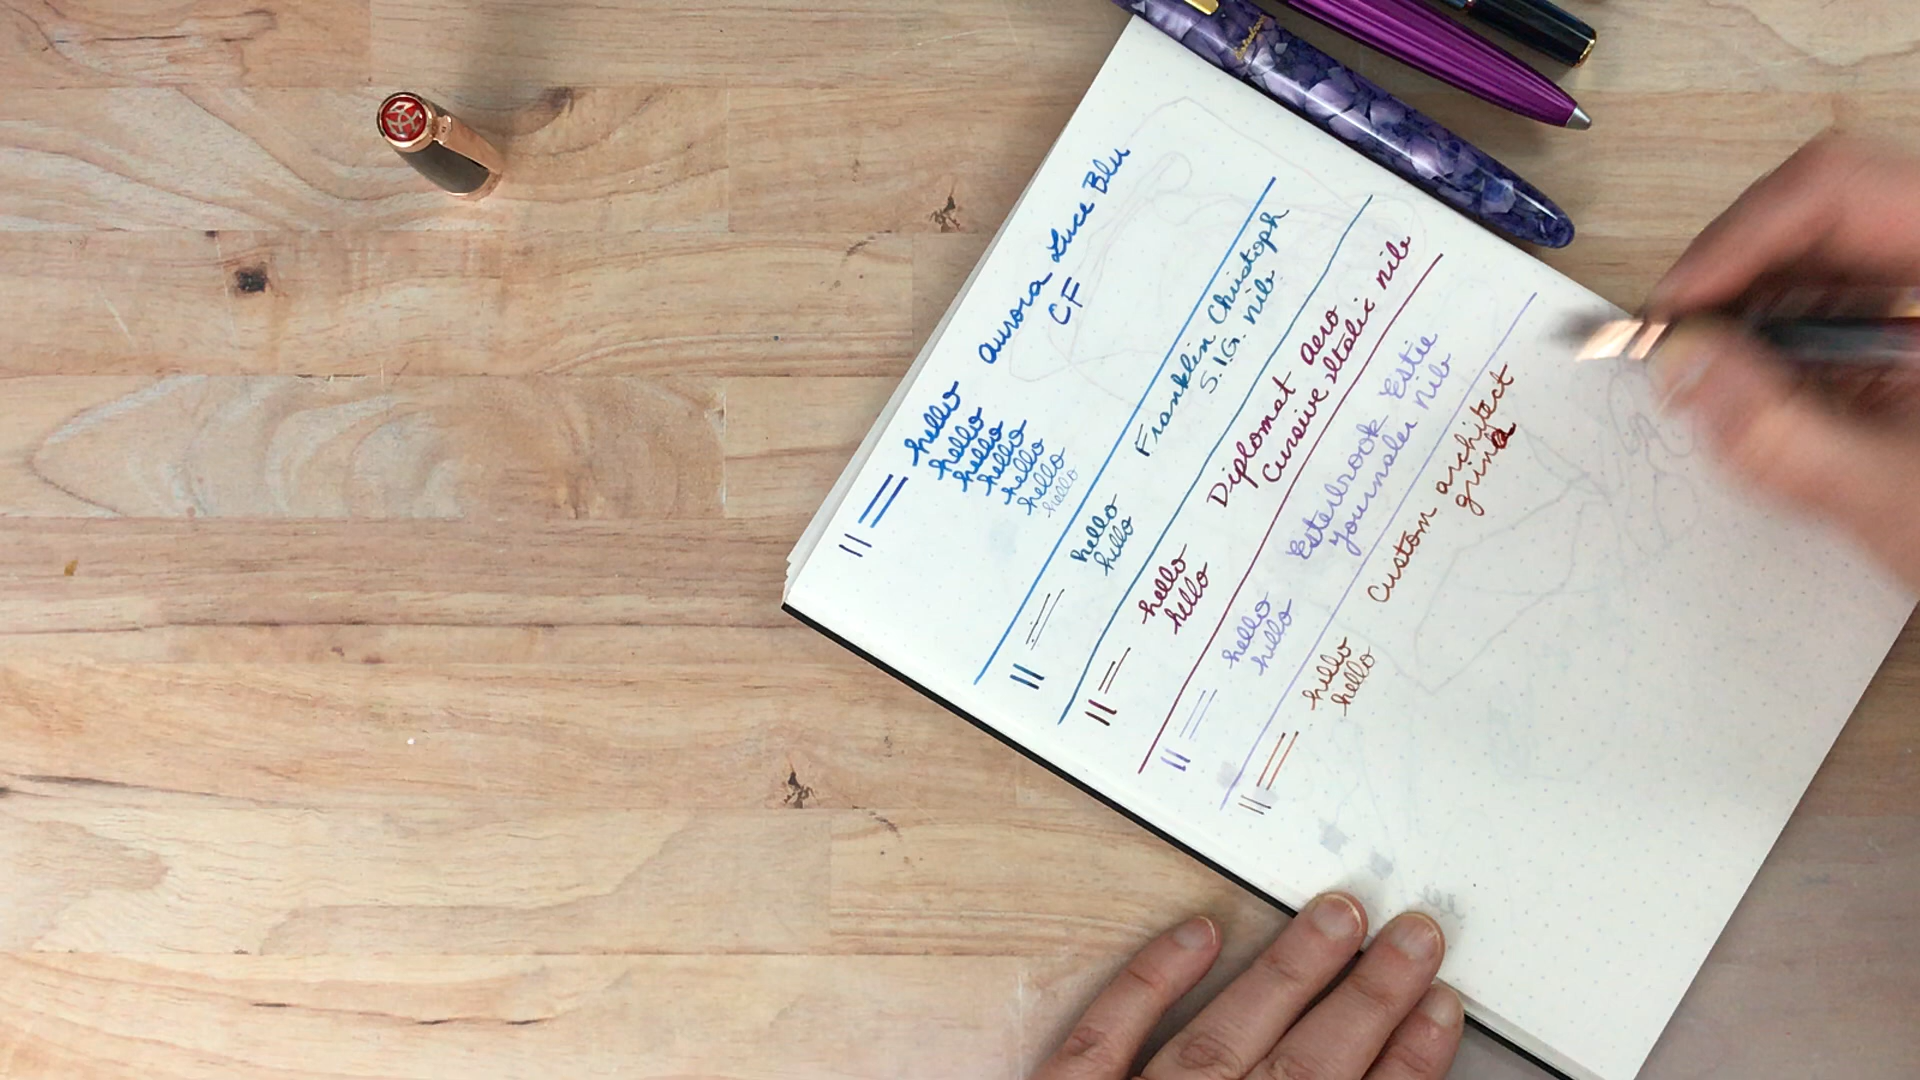 hello aurora Luce Blu
hello CF
hello
hello
hello
hello
hello
hello Franklin Christoph
hello S.I.G. nib
hello Diplomat aero
hello Cursive Italic nib
hello Esterbrook Estie
hello Journaler nib
hello Custom architect
hello grind